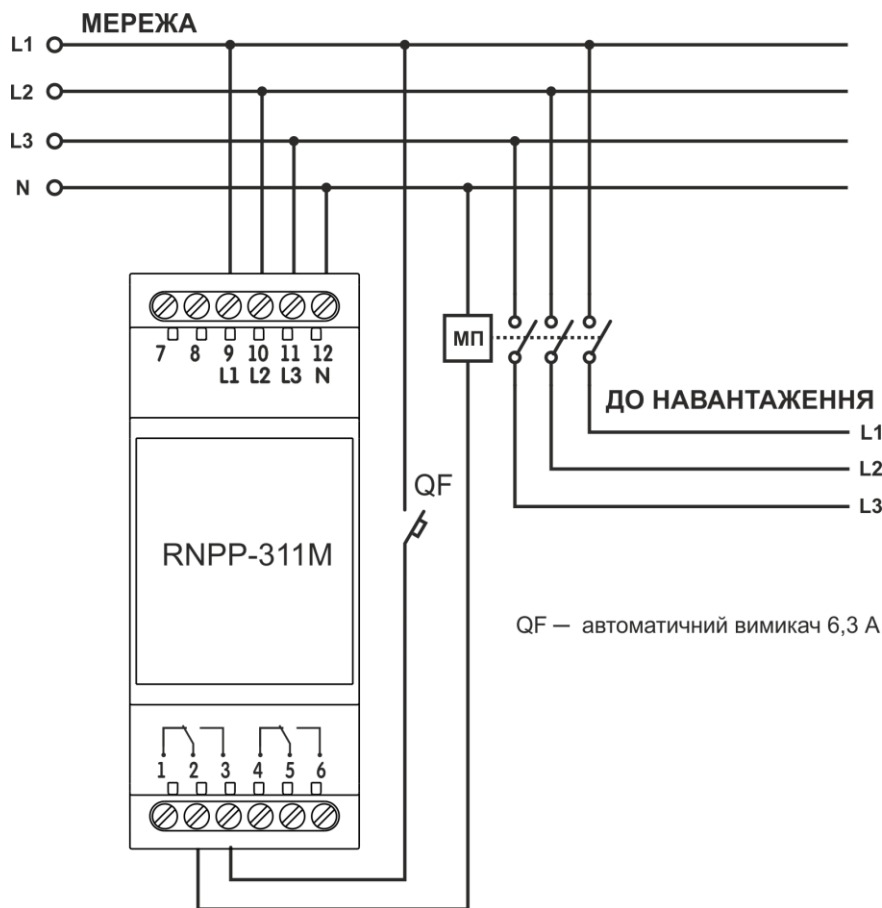 МЕРЕЖА
L1
L2
L3
N
7 8 9 10 11 12
L1 L2 L3 N
МП
ДО НАВАНТАЖЕННЯ
L1
L2
L3
QF
RNPP-311M
QF — автоматичний вимикач 6,3 А
1 2 3 4 5 6